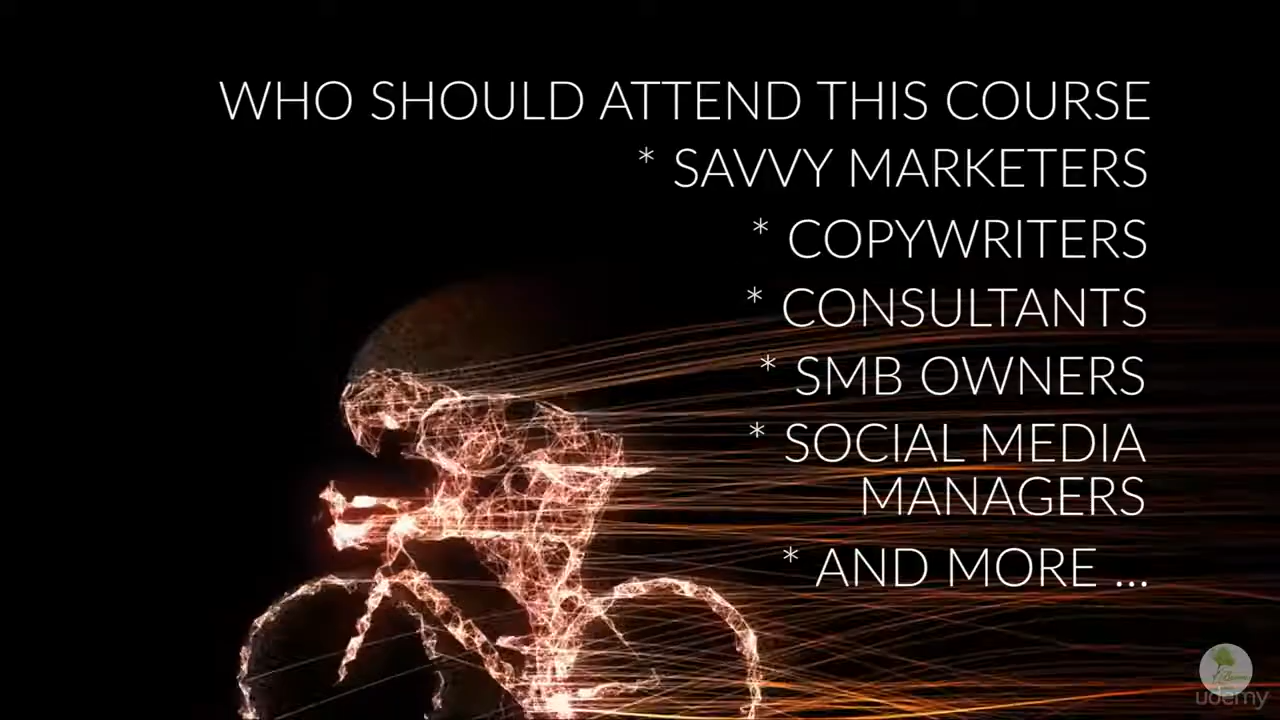 WHO SHOULD ATTEND THIS COURSE
* SAVVY MARKETERS
* COPYWRITERS
* CONSULTANTS
* SMB OWNERS
* SOCIAL MEDIA
MANAGERS
* AND MORE ...
udemy